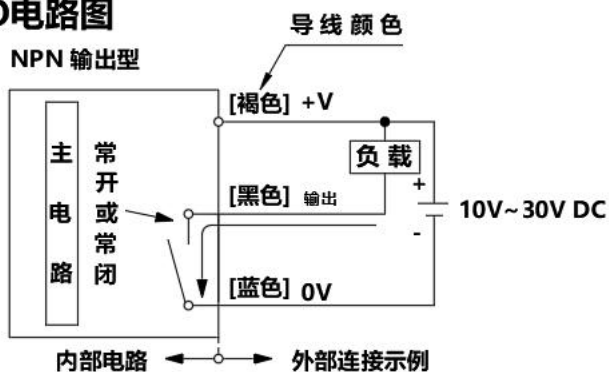 电路图
导线颜色
NPN 输出型
[褐色] +V
主电路
常开或常闭
负载
+
[黑色] 输出
10V~30V DC
-
[蓝色] 0V
内部电路
外部连接示例